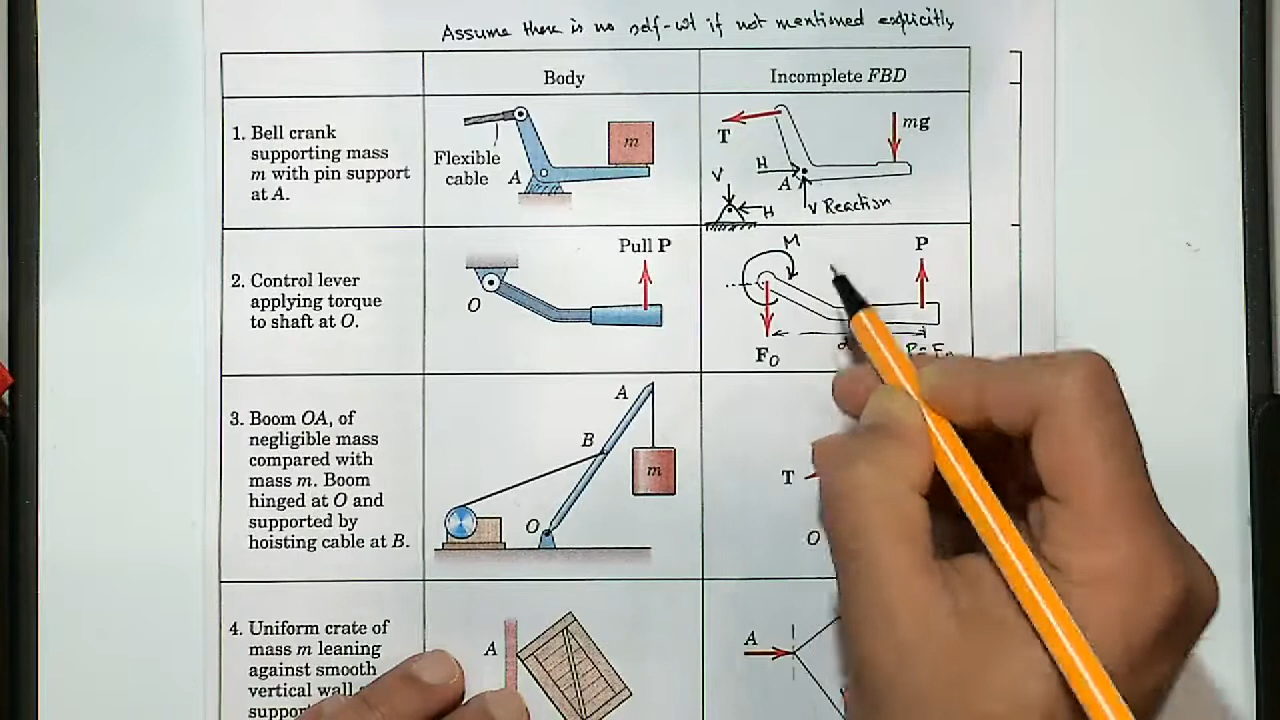 Assume there is no self-wt if not mentioned explicitly
Body
Incomplete FBD
1. Bell crank
supporting mass
m with pin support
at A.
Flexible
cable
A
m
T
mg
H
A
V
H
V Reaction
2. Control lever
applying torque
to shaft at O.
Pull P
O
M
P
F_O
3. Boom OA, of
negligible mass
compared with
mass m. Boom
hinged at O and
supported by
hoisting cable at B.
A
B
m
O
T
O
4. Uniform crate of
mass m leaning
against smooth
vertical wall
A
A